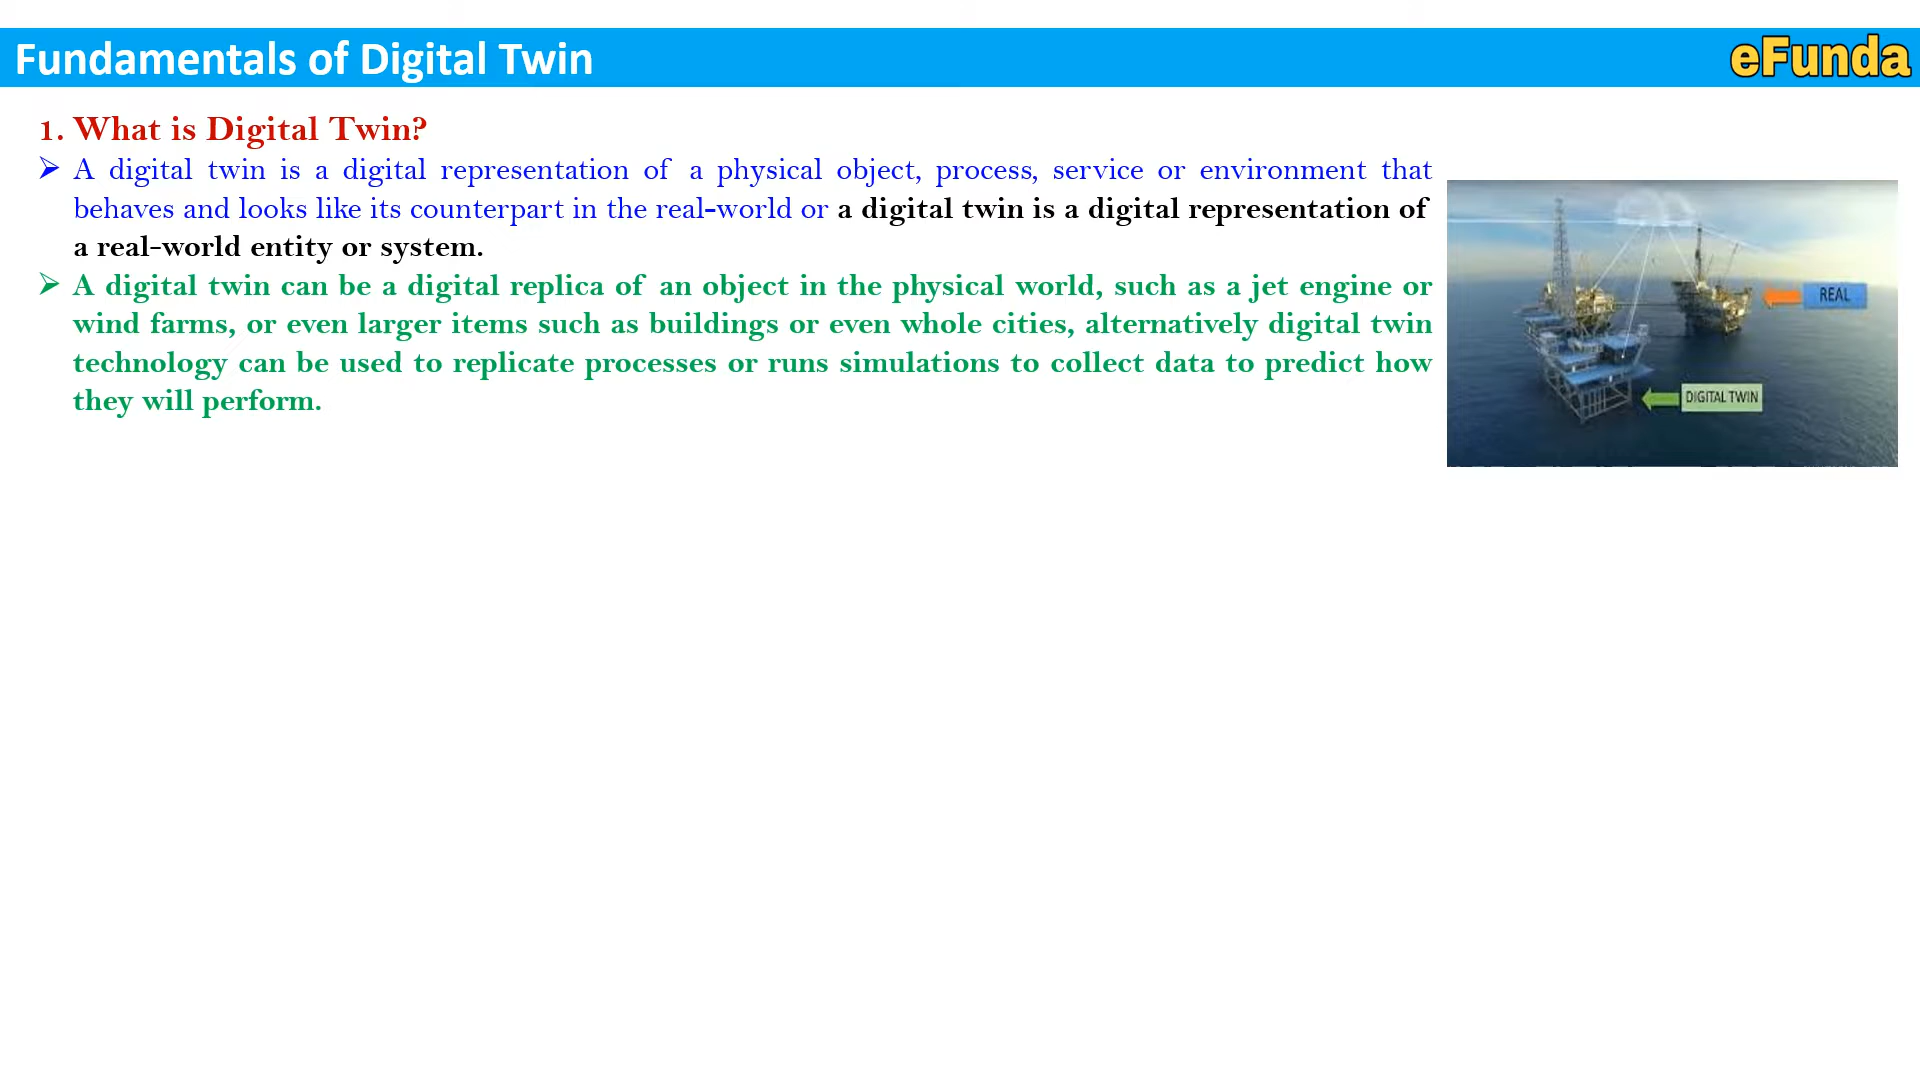 Fundamentals of Digital Twin
eFunda
1. What is Digital Twin?
A digital twin is a digital representation of a physical object, process, service or environment that
behaves and looks like its counterpart in the real-world or a digital twin is a digital representation of
a real-world entity or system.
A digital twin can be a digital replica of an object in the physical world, such as a jet engine or
wind farms, or even larger items such as buildings or even whole cities, alternatively digital twin
technology can be used to replicate processes or runs simulations to collect data to predict how
they will perform.
REAL
DIGITAL TWIN